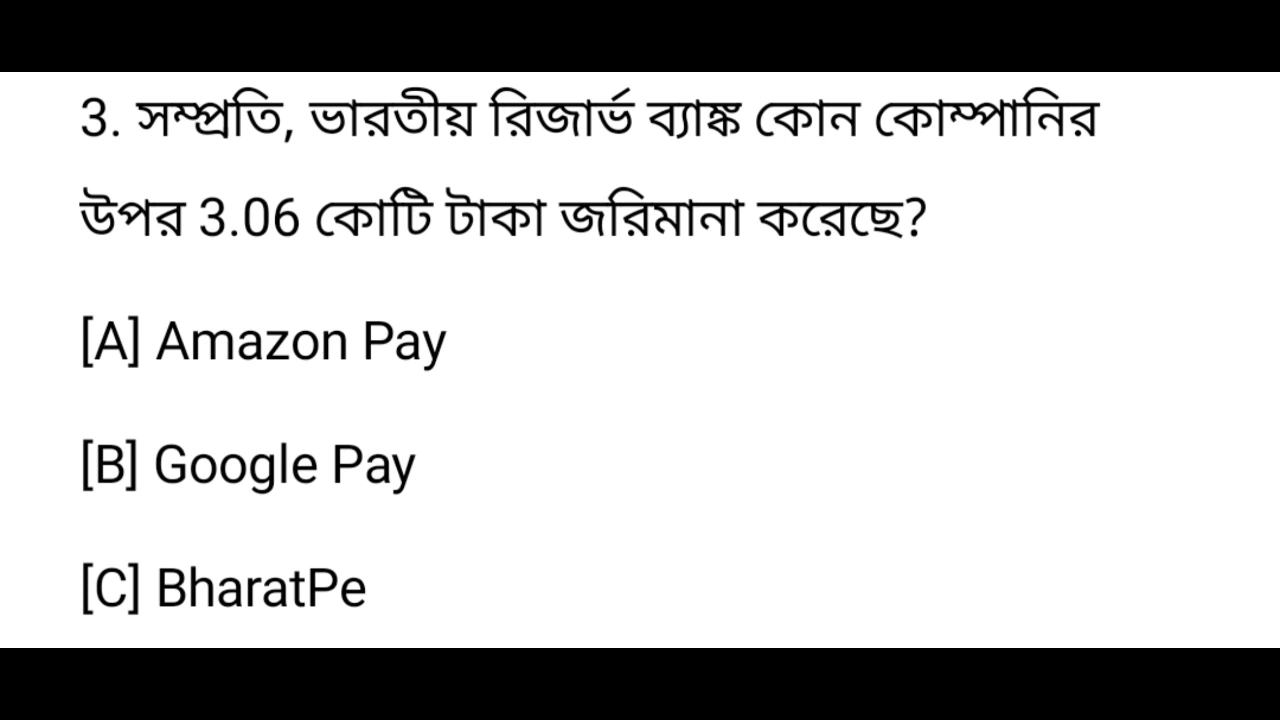 3. সম্প্রতি, ভারতীয় রিজার্ভ ব্যাঙ্ক কোন কোম্পানির
উপর 3.06 কোটি টাকা জরিমানা করেছে?
[A] Amazon Pay
[B] Google Pay
[C] BharatPe